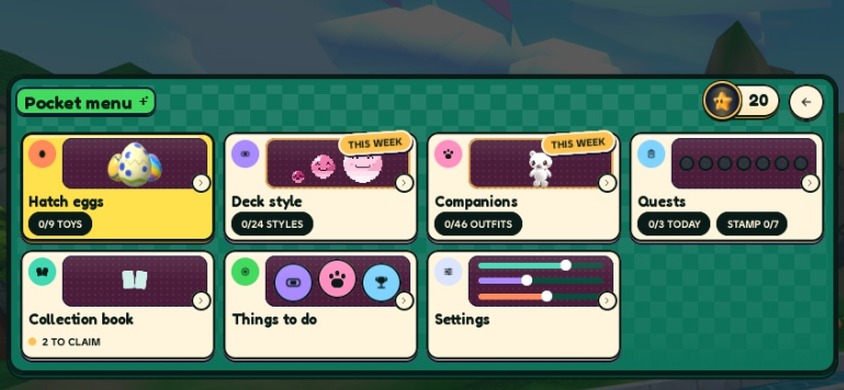 Pocket menu
20
THIS WEEK
THIS WEEK
Hatch eggs
0/9 TOYS
Deck style
0/24 STYLES
Companions
0/46 OUTFITS
Quests
0/3 TODAY
STAMP 0/7
Collection book
2 TO CLAIM
Things to do
Settings